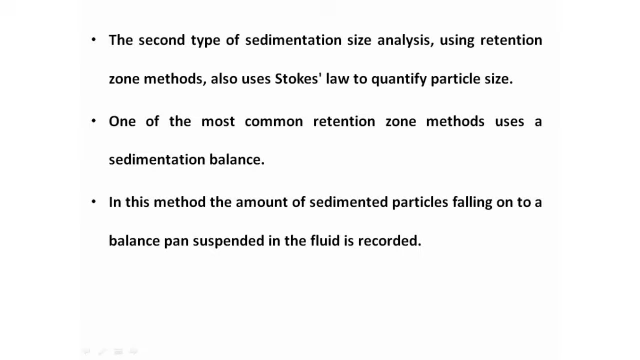 • The second type of sedimentation size analysis, using retention
zone methods, also uses Stokes' law to quantify particle size.
• One of the most common retention zone methods uses a
sedimentation balance.
• In this method the amount of sedimented particles falling on to a
balance pan suspended in the fluid is recorded.